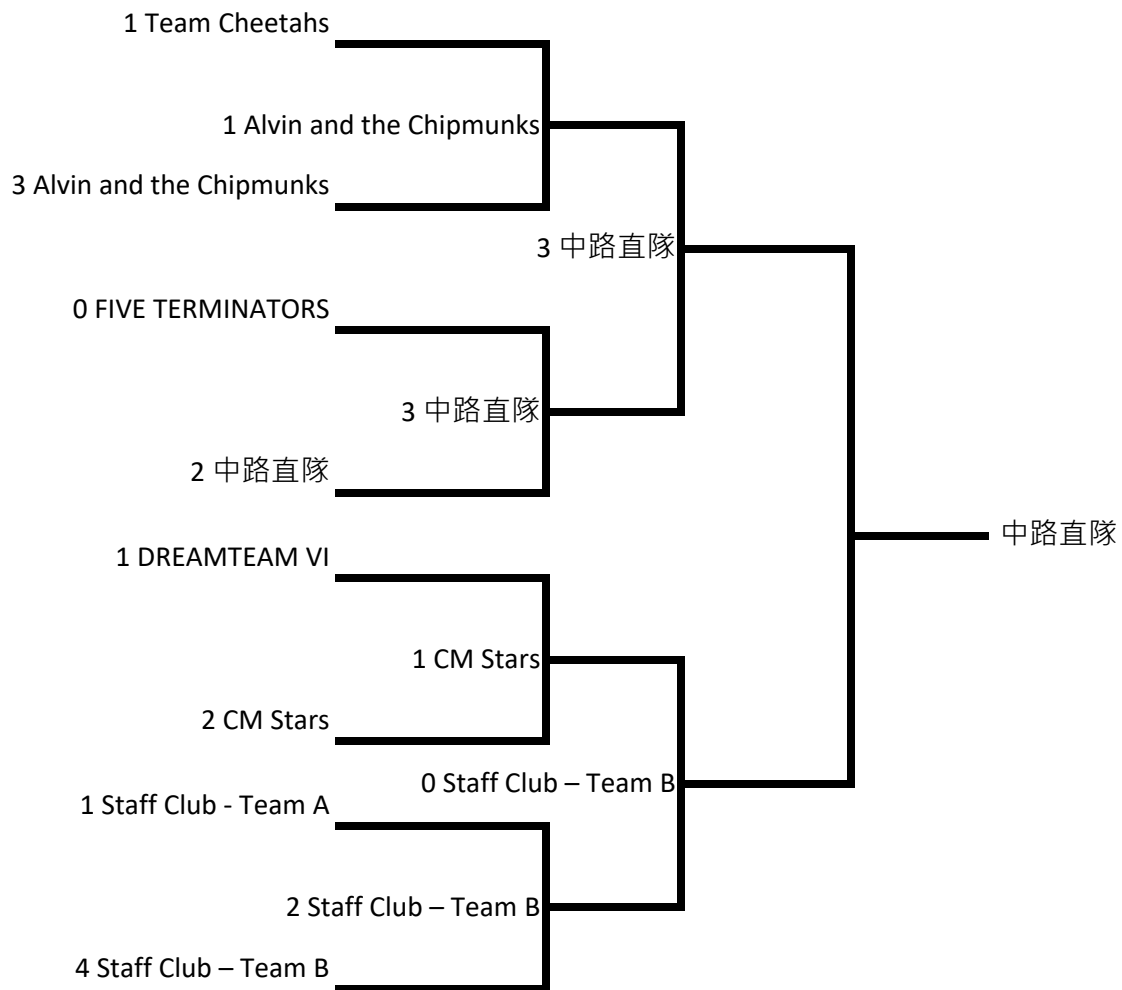 1 Team Cheetahs
1 Alvin and the Chipmunks
3 Alvin and the Chipmunks
3 中路直隊
0 FIVE TERMINATORS
3 中路直隊
2 中路直隊
中路直隊
1 DREAMTEAM VI
1 CM Stars
2 CM Stars
0 Staff Club – Team B
1 Staff Club - Team A
2 Staff Club – Team B
4 Staff Club – Team B